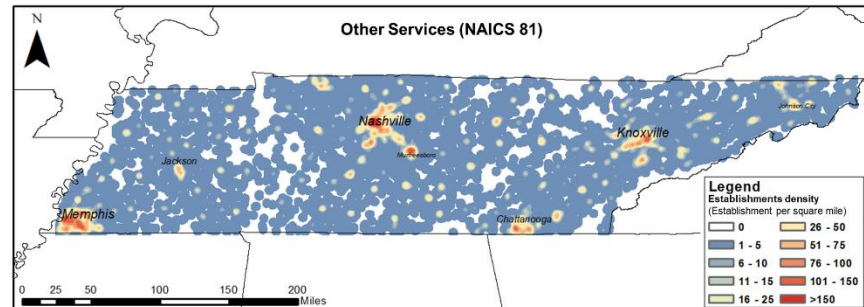 Other Services (NAICS 81)
N
Nashville
Murfreesboro
Knoxville
Johnson City
Jackson
Memphis
Chattanooga
Legend
Establishments density
(Establishment per square mile)
0
1 - 5
6 - 10
11 - 15
16 - 25
26 - 50
51 - 75
76 - 100
101 - 150
>150
0 25 50 100 150 200
Miles